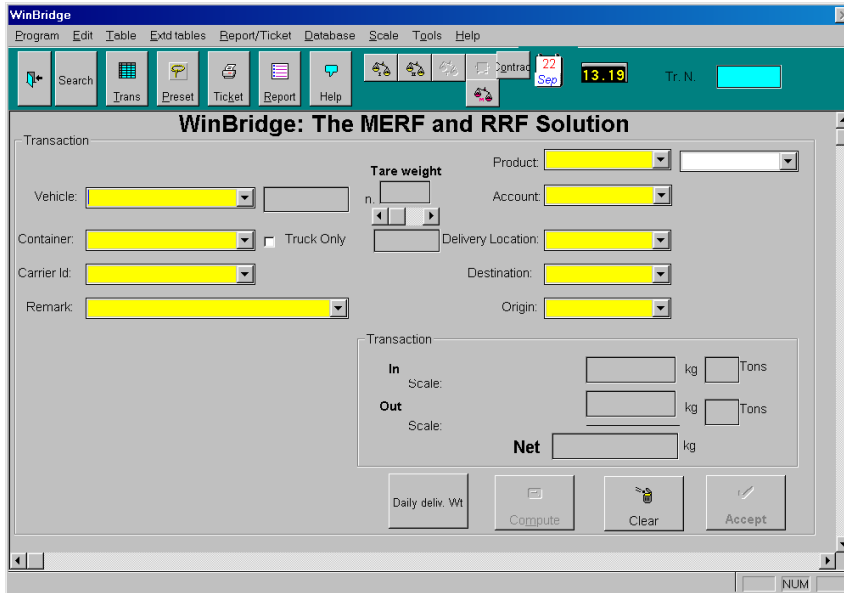 WinBridge
Program Edit Table Extd tables Report/Ticket Database Scale Tools Help
Search Trans Preset Ticket Report Help Contrac 22 Sep 13.19 Tr. N.
WinBridge: The MERF and RRF Solution
Transaction
Product:
Tare weight
Vehicle: n. Account:
Container: Truck Only Delivery Location:
Carrier Id: Destination:
Remark: Origin:
Transaction
In kg Tons
Scale:
Out kg Tons
Scale:
Net kg
Daily deliv. Wt Compute Clear Accept
NUM